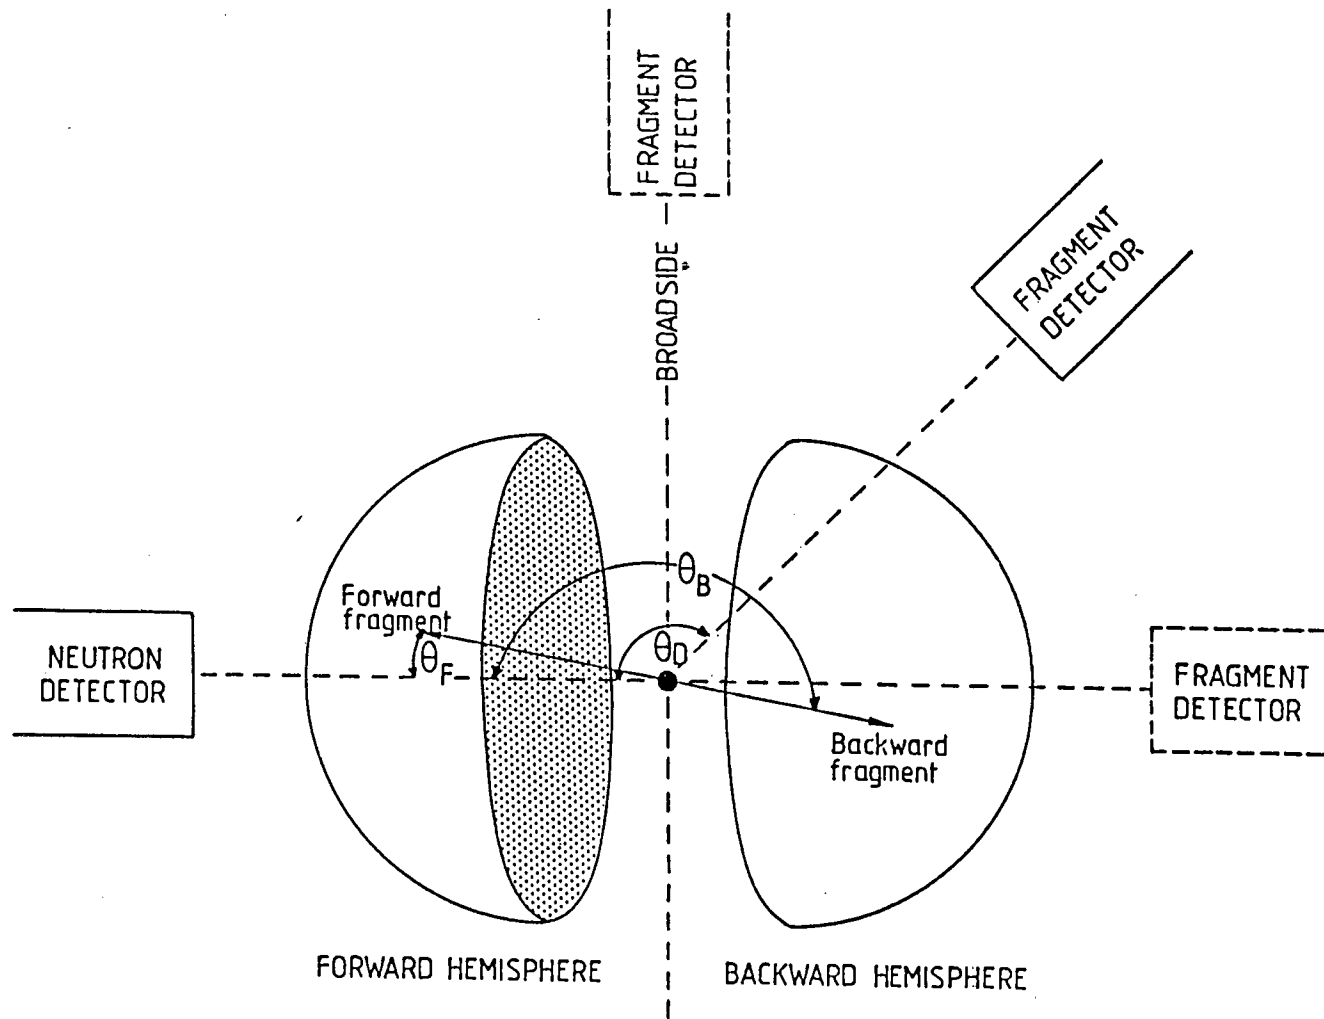 FRAGMENT
DETECTOR
BROADSIDE
FRAGMENT
DETECTOR
θB
Forward
fragment
θF
θD
NEUTRON
DETECTOR
FRAGMENT
DETECTOR
Backward
fragment
FORWARD HEMISPHERE
BACKWARD HEMISPHERE